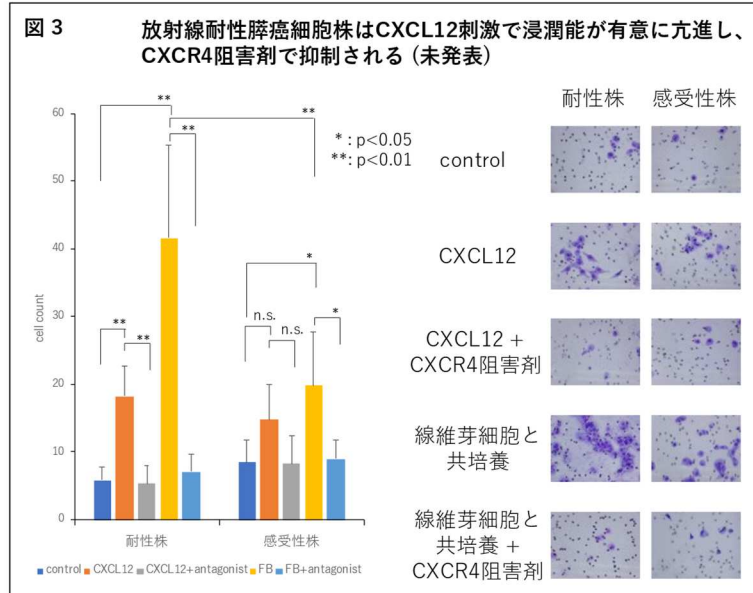 図 3
放射線耐性膵癌細胞株はCXCL12刺激で浸潤能が有意に亢進し、
CXCR4阻害剤で抑制される (未発表)
耐性株 感受性株
60
50
40
30
20
10
0
cell count
**
**
**
**
**
* : p<0.05
**: p<0.01
n.s.
n.s.
*
*
耐性株
感受性株
control CXCL12 CXCL12+antagonist FB FB+antagonist
control
CXCL12
CXCL12 +
CXCR4阻害剤
線維芽細胞と
共培養
線維芽細胞と
共培養 +
CXCR4阻害剤